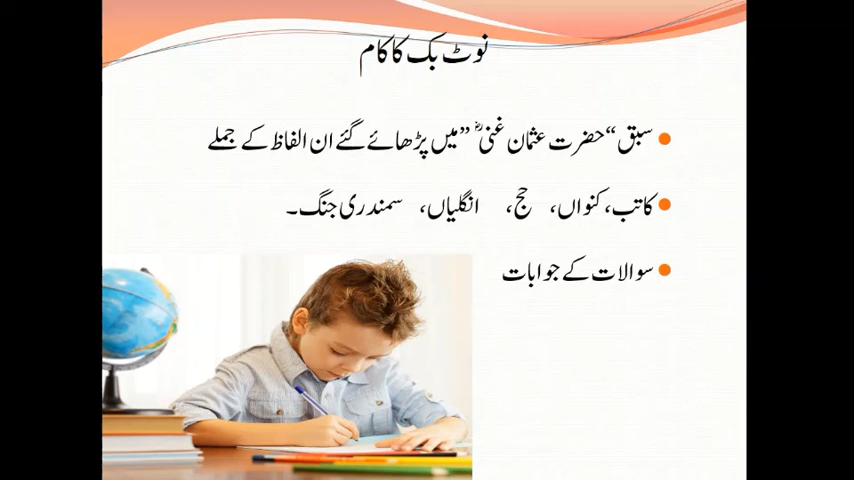 نوٹ بک کا کام
سبق “حضرت عثمان غنیؓ ” میں پڑھائے گئے ان الفاظ کے جملے
کاتب، کنواں، حج، انگلیاں، سمندری جنگ۔
سوالات کے جوابات